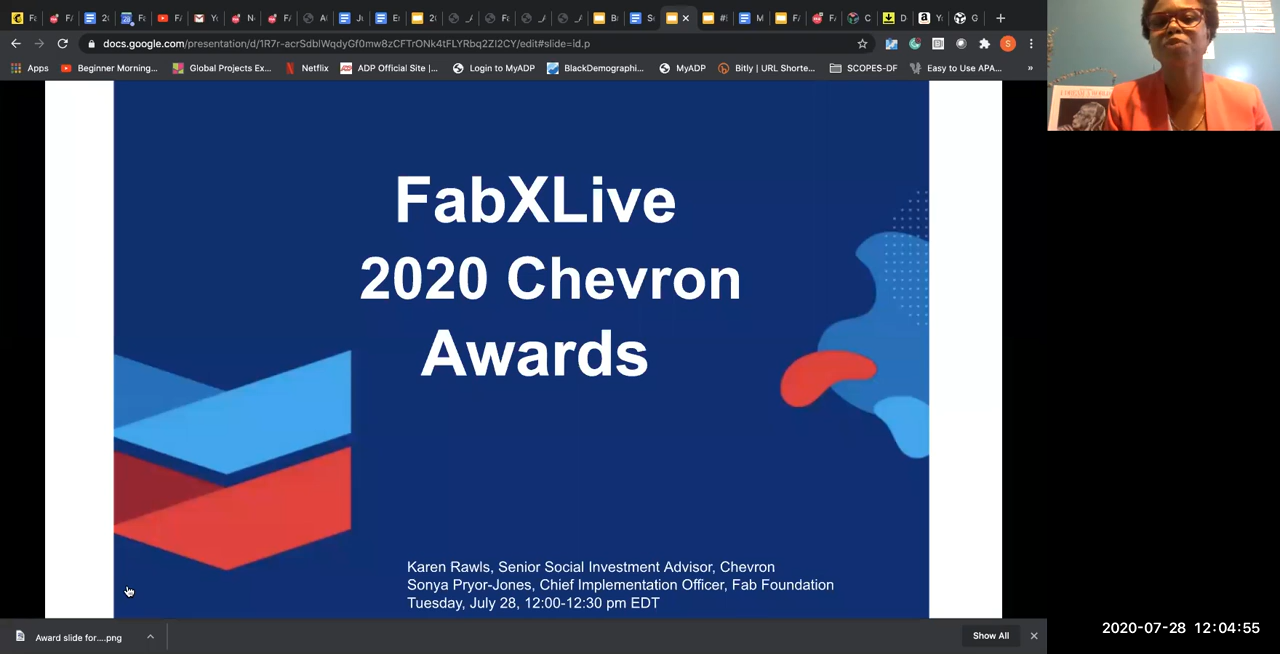 docs.google.com/presentation/d/1R7r-acrSdblWqdyGf0mw8zCFTrONk4tFLYRbq2ZI2CY/edit#slide=id.p
Apps Beginner Morning... Global Projects Ex... Netflix ADP Official Site |... Login to MyADP BlackDemographi... MyADP Bitly | URL Shorte... SCOPES-DF Easy to Use APA... »
FabXLive
2020 Chevron
Awards
Karen Rawls, Senior Social Investment Advisor, Chevron
Sonya Pryor-Jones, Chief Implementation Officer, Fab Foundation
Tuesday, July 28, 12:00-12:30 pm EDT
Award slide for....png
Show All
2020-07-28 12:04:55